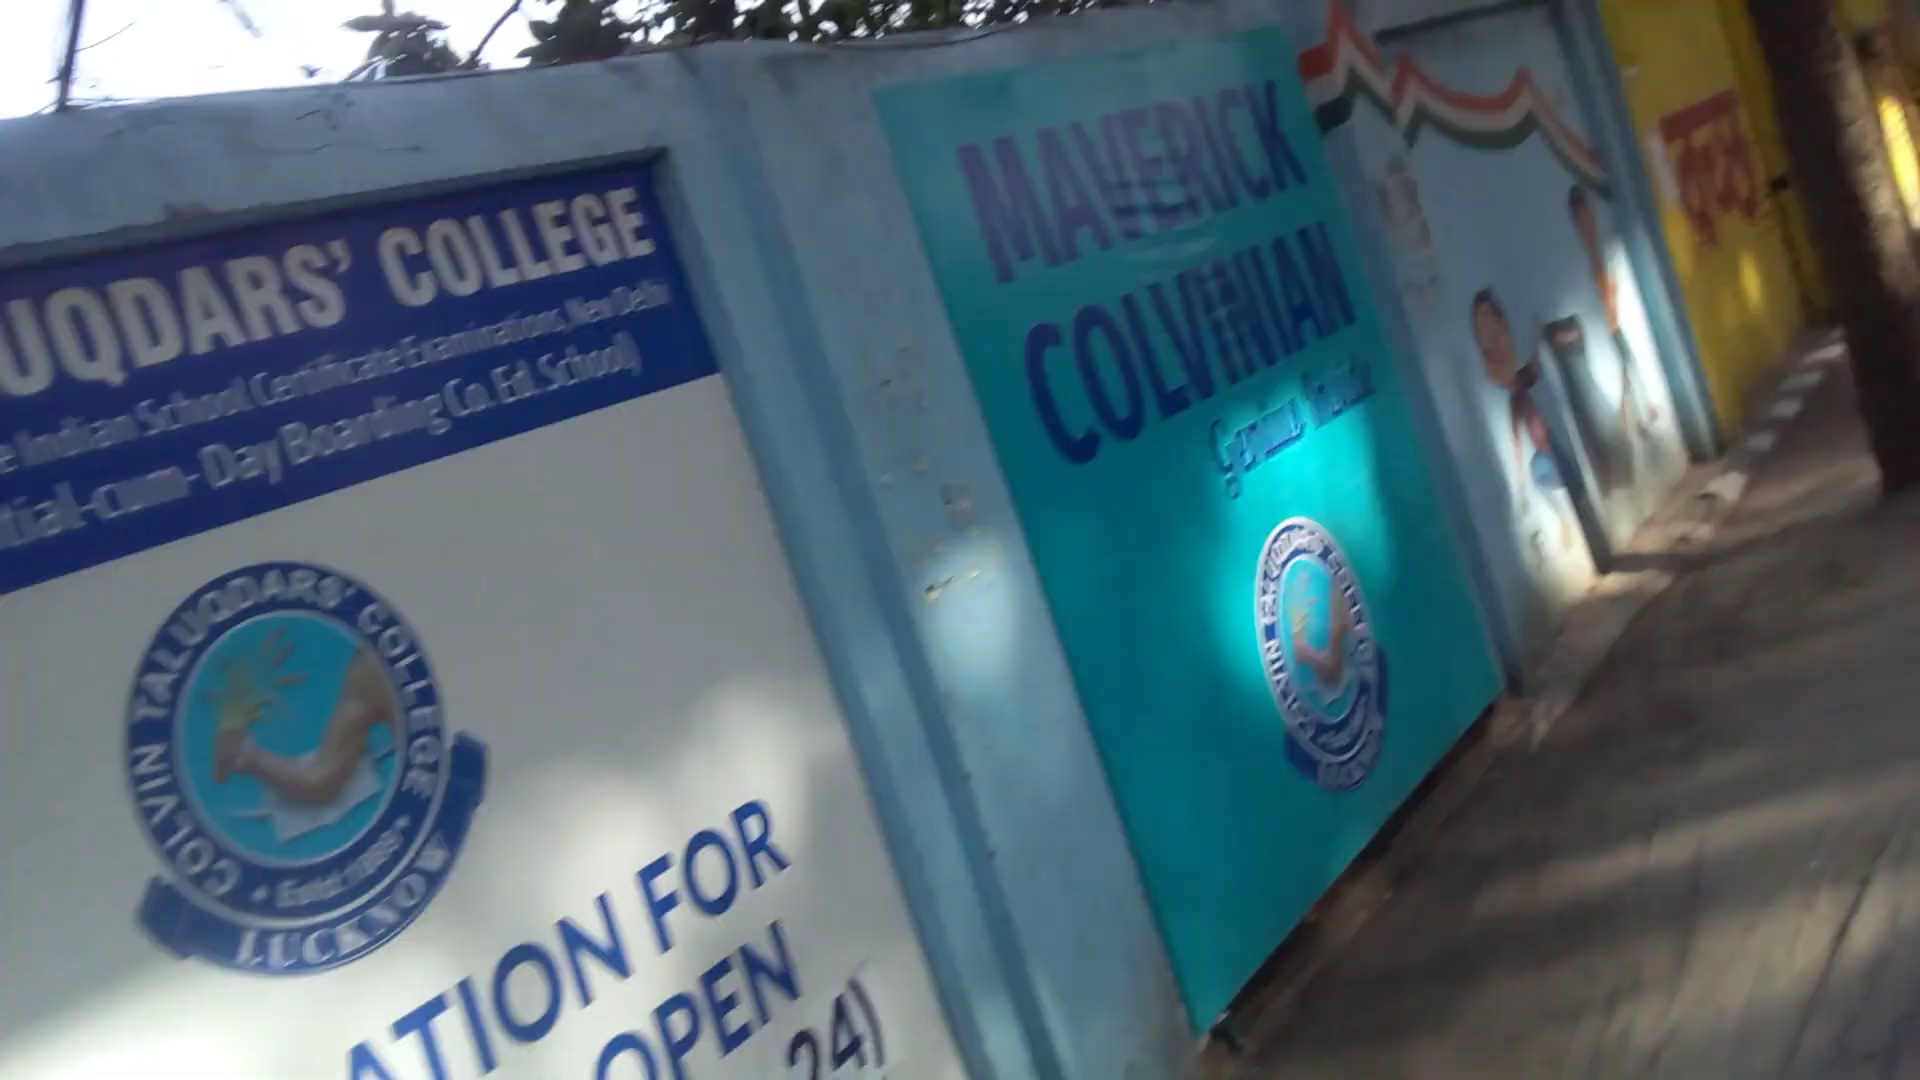 UQDARS' COLLEGE
e Indian School Certificate Examinations, New Delhi
tial-cum- Day Boarding Co. Ed. School)
COLVIN TALUQDARS' COLLEGE
LUCKNOW
ATION FOR
OPEN
24)
MAVERICK
COLVINIAN